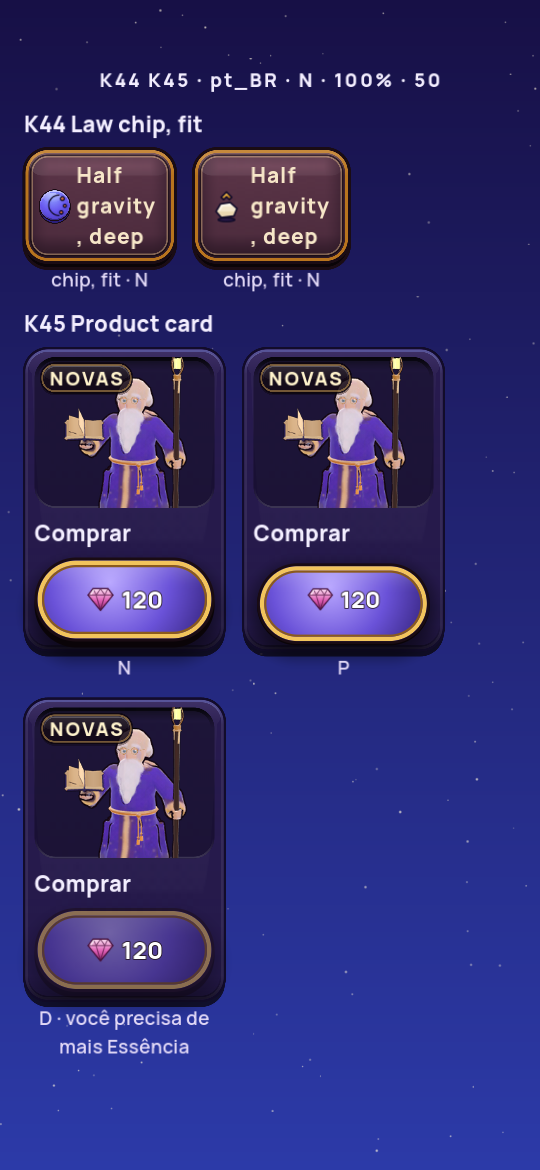 K44 K45 · pt_BR · N · 100% · 50
K44 Law chip, fit
Half
gravity
, deep
Half
gravity
, deep
chip, fit · N
chip, fit · N
K45 Product card
NOVAS
NOVAS
Comprar
Comprar
120
120
N
P
NOVAS
Comprar
120
D · você precisa de
mais Essência